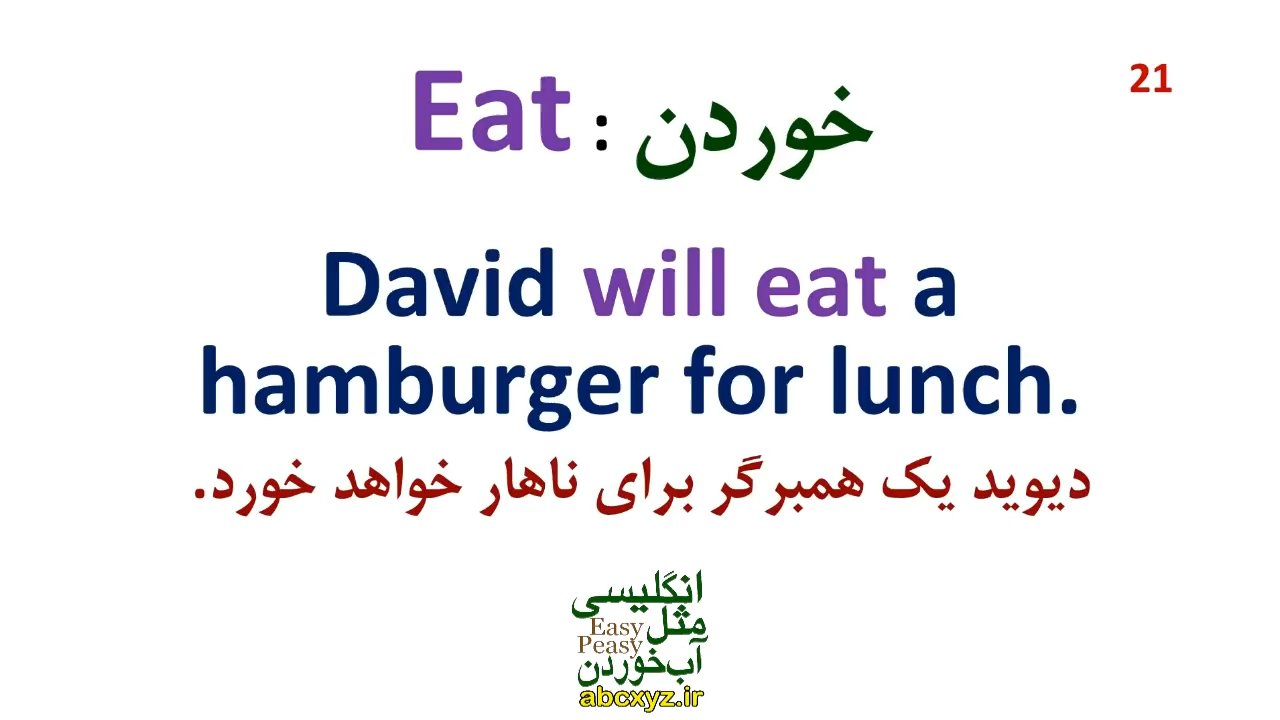 21
Eat : خوردن
David will eat a
hamburger for lunch.
دیوید یک همبرگر برای ناهار خواهد خورد.
انگلیسی
مثل
Easy
Peasy
آب‌خوردن
abcxyz.ir